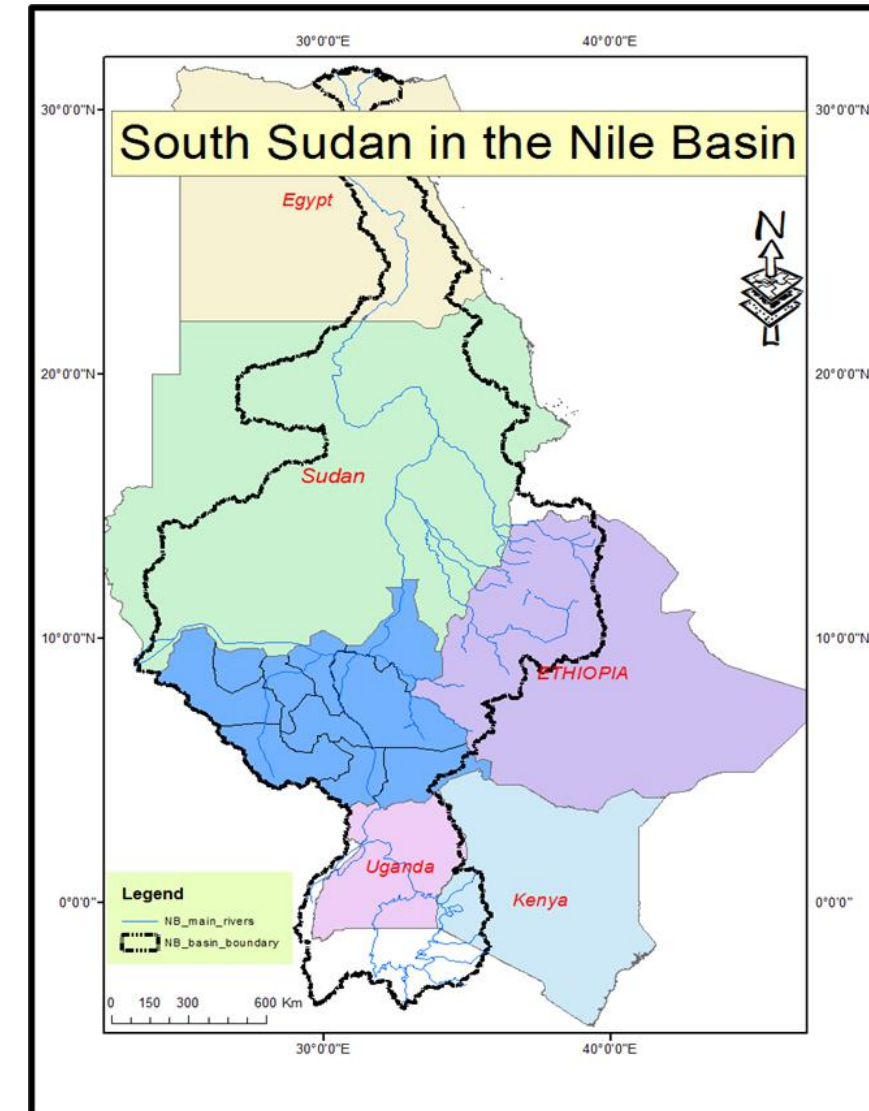 30°0'0"E 40°0'0"E
30°0'0"N 30°0'0"N
South Sudan in the Nile Basin
Egypt
N
20°0'0"N 20°0'0"N
Sudan
10°0'0"N 10°0'0"N
ETHIOPIA
Uganda
Kenya
0°0'0" 0°0'0"
Legend
NB_main_rivers
NB_basin_boundary
0 150 300 600 Km
30°0'0"E 40°0'0"E